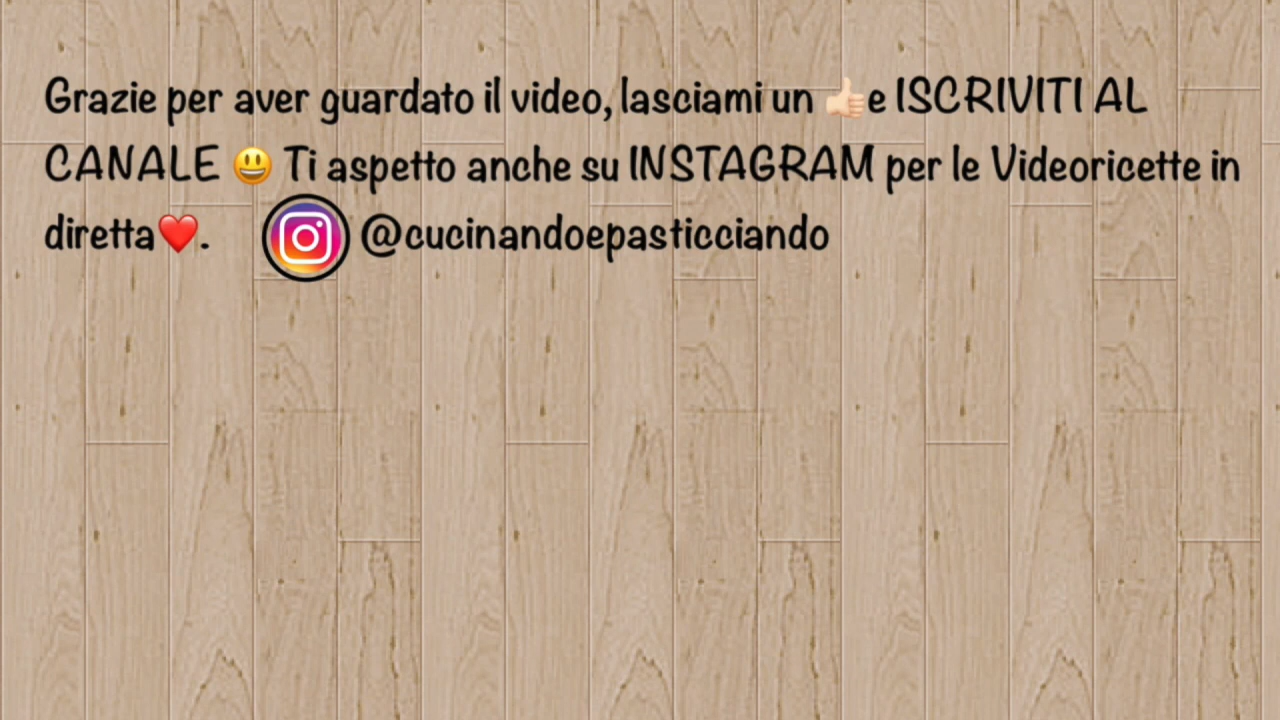 Grazie per aver guardato il video, lasciami un 👍🏻e ISCRIVITI AL
CANALE 😃 Ti aspetto anche su INSTAGRAM per le Videoricette in
diretta❤️. @cucinandoepasticciando